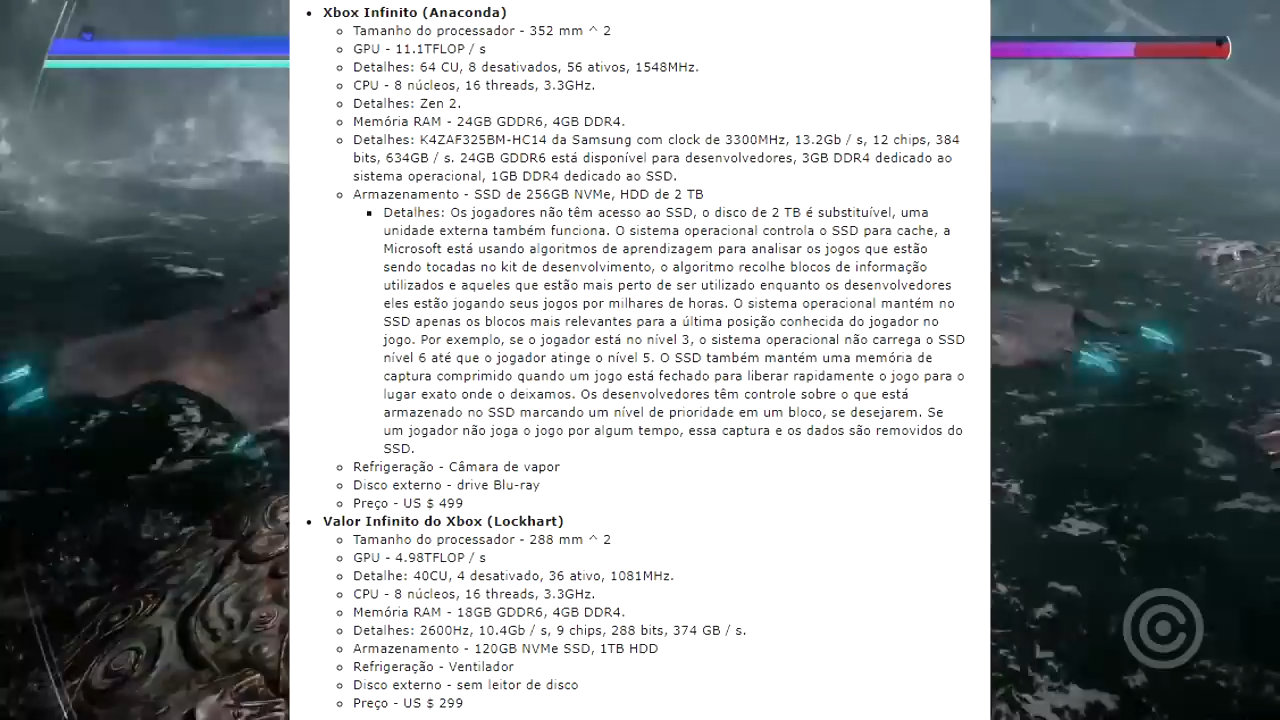 Xbox Infinito (Anaconda)
Tamanho do processador - 352 mm ^ 2
GPU - 11.1TFLOP / s
Detalhes: 64 CU, 8 desativados, 56 ativos, 1548MHz.
CPU - 8 núcleos, 16 threads, 3.3GHz.
Detalhes: Zen 2.
Memória RAM - 24GB GDDR6, 4GB DDR4.
Detalhes: K4ZAF325BM-HC14 da Samsung com clock de 3300MHz, 13.2Gb / s, 12 chips, 384
bits, 634GB / s. 24GB GDDR6 está disponível para desenvolvedores, 3GB DDR4 dedicado ao
sistema operacional, 1GB DDR4 dedicado ao SSD.
Armazenamento - SSD de 256GB NVMe, HDD de 2 TB
Detalhes: Os jogadores não têm acesso ao SSD, o disco de 2 TB é substituível, uma
unidade externa também funciona. O sistema operacional controla o SSD para cache, a
Microsoft está usando algoritmos de aprendizagem para analisar os jogos que estão
sendo tocadas no kit de desenvolvimento, o algoritmo recolhe blocos de informação
utilizados e aqueles que estão mais perto de ser utilizado enquanto os desenvolvedores
eles estão jogando seus jogos por milhares de horas. O sistema operacional mantém no
SSD apenas os blocos mais relevantes para a última posição conhecida do jogador no
jogo. Por exemplo, se o jogador está no nível 3, o sistema operacional não carrega o SSD
nível 6 até que o jogador atinge o nível 5. O SSD também mantém uma memória de
captura comprimido quando um jogo está fechado para liberar rapidamente o jogo para o
lugar exato onde o deixamos. Os desenvolvedores têm controle sobre o que está
armazenado no SSD marcando um nível de prioridade em um bloco, se desejarem. Se
um jogador não joga o jogo por algum tempo, essa captura e os dados são removidos do
SSD.
Refrigeração - Câmara de vapor
Disco externo - drive Blu-ray
Preço - US $ 499
Valor Infinito do Xbox (Lockhart)
Tamanho do processador - 288 mm ^ 2
GPU - 4.98TFLOP / s
Detalhe: 40CU, 4 desativado, 36 ativo, 1081MHz.
CPU - 8 núcleos, 16 threads, 3.3GHz.
Memória RAM - 18GB GDDR6, 4GB DDR4.
Detalhes: 2600Hz, 10.4Gb / s, 9 chips, 288 bits, 374 GB / s.
Armazenamento - 120GB NVMe SSD, 1TB HDD
Refrigeração - Ventilador
Disco externo - sem leitor de disco
Preço - US $ 299